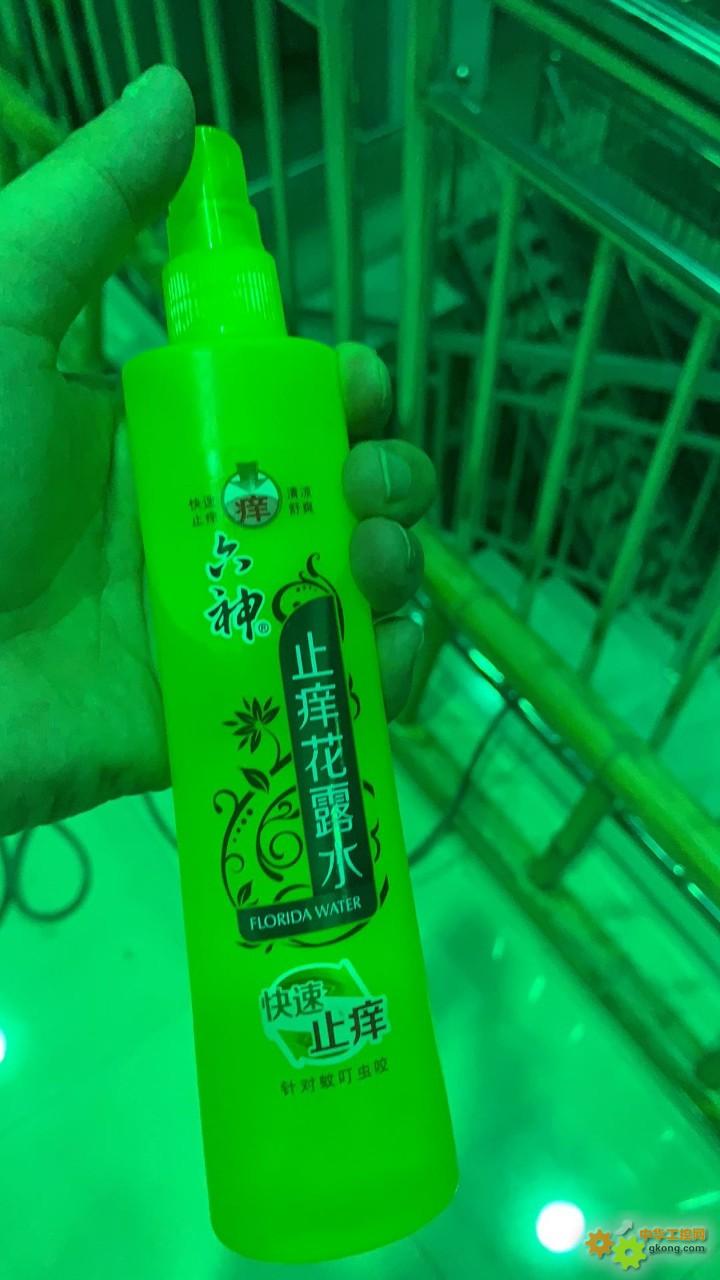 快速
止痒
痒
清凉
舒爽
六神®
止痒花露水
FLORIDA WATER
快速
止痒
针对蚊叮虫咬
中华工控网
gkong.com